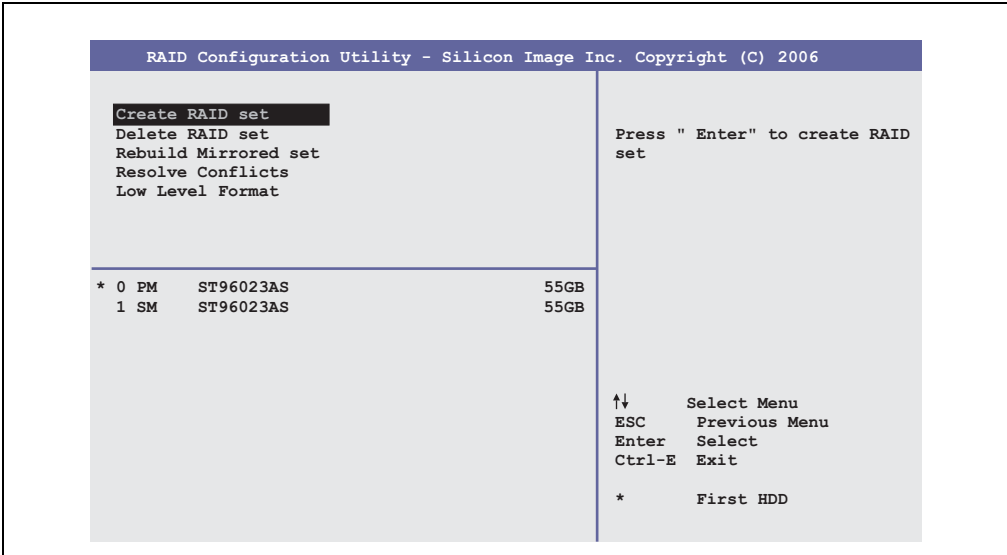 RAID Configuration Utility - Silicon Image Inc. Copyright (C) 2006
Create RAID set
Delete RAID set
Rebuild Mirrored set
Resolve Conflicts
Low Level Format
Press " Enter" to create RAID
set
* 0 PM ST96023AS 55GB
1 SM ST96023AS 55GB
↑↓ Select Menu
ESC Previous Menu
Enter Select
Ctrl-E Exit
* First HDD